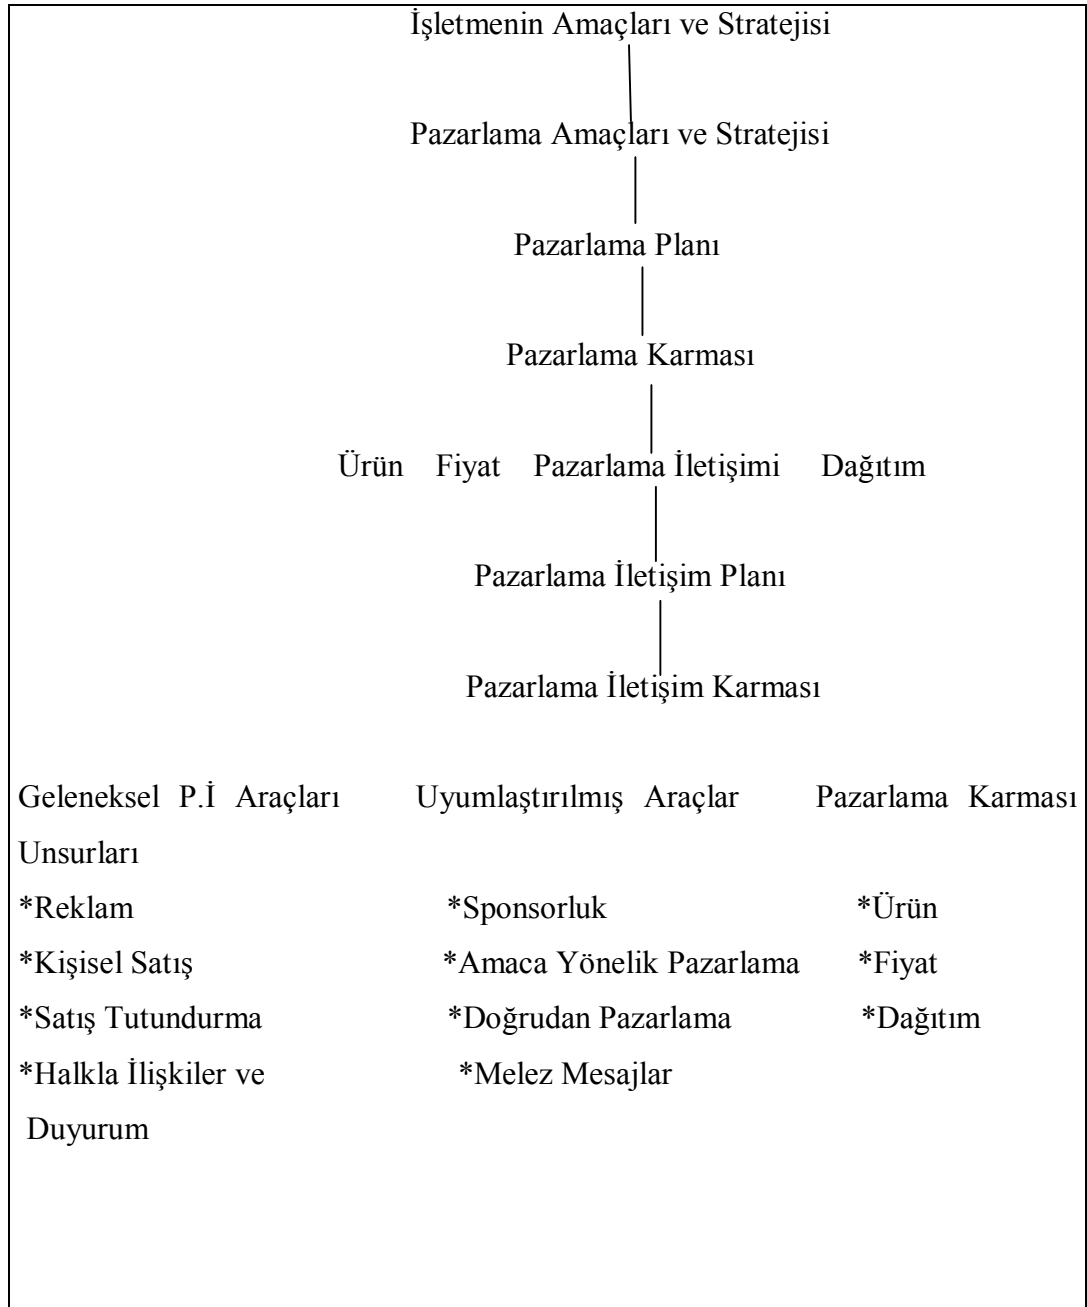 İşletmenin Amaçları ve Stratejisi
Pazarlama Amaçları ve Stratejisi
Pazarlama Planı
Pazarlama Karması
Ürün Fiyat Pazarlama İletişimi Dağıtım
Pazarlama İletişim Planı
Pazarlama İletişim Karması
Geleneksel P.İ Araçları Uyumlaştırılmış Araçlar Pazarlama Karması
Unsurları
*Reklam *Sponsorluk *Ürün
*Kişisel Satış *Amaca Yönelik Pazarlama *Fiyat
*Satış Tutundurma *Doğrudan Pazarlama *Dağıtım
*Halkla İlişkiler ve *Melez Mesajlar
Duyurum